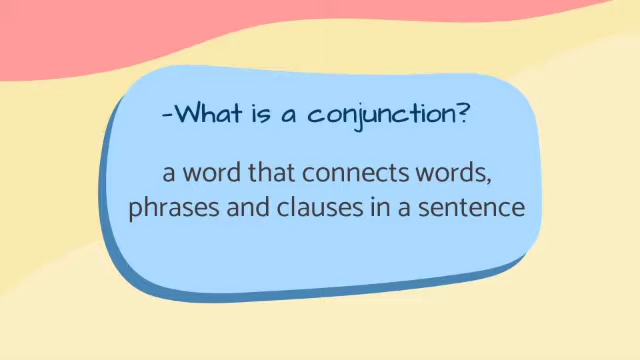 -What is a conjunction?
a word that connects words,
phrases and clauses in a sentence